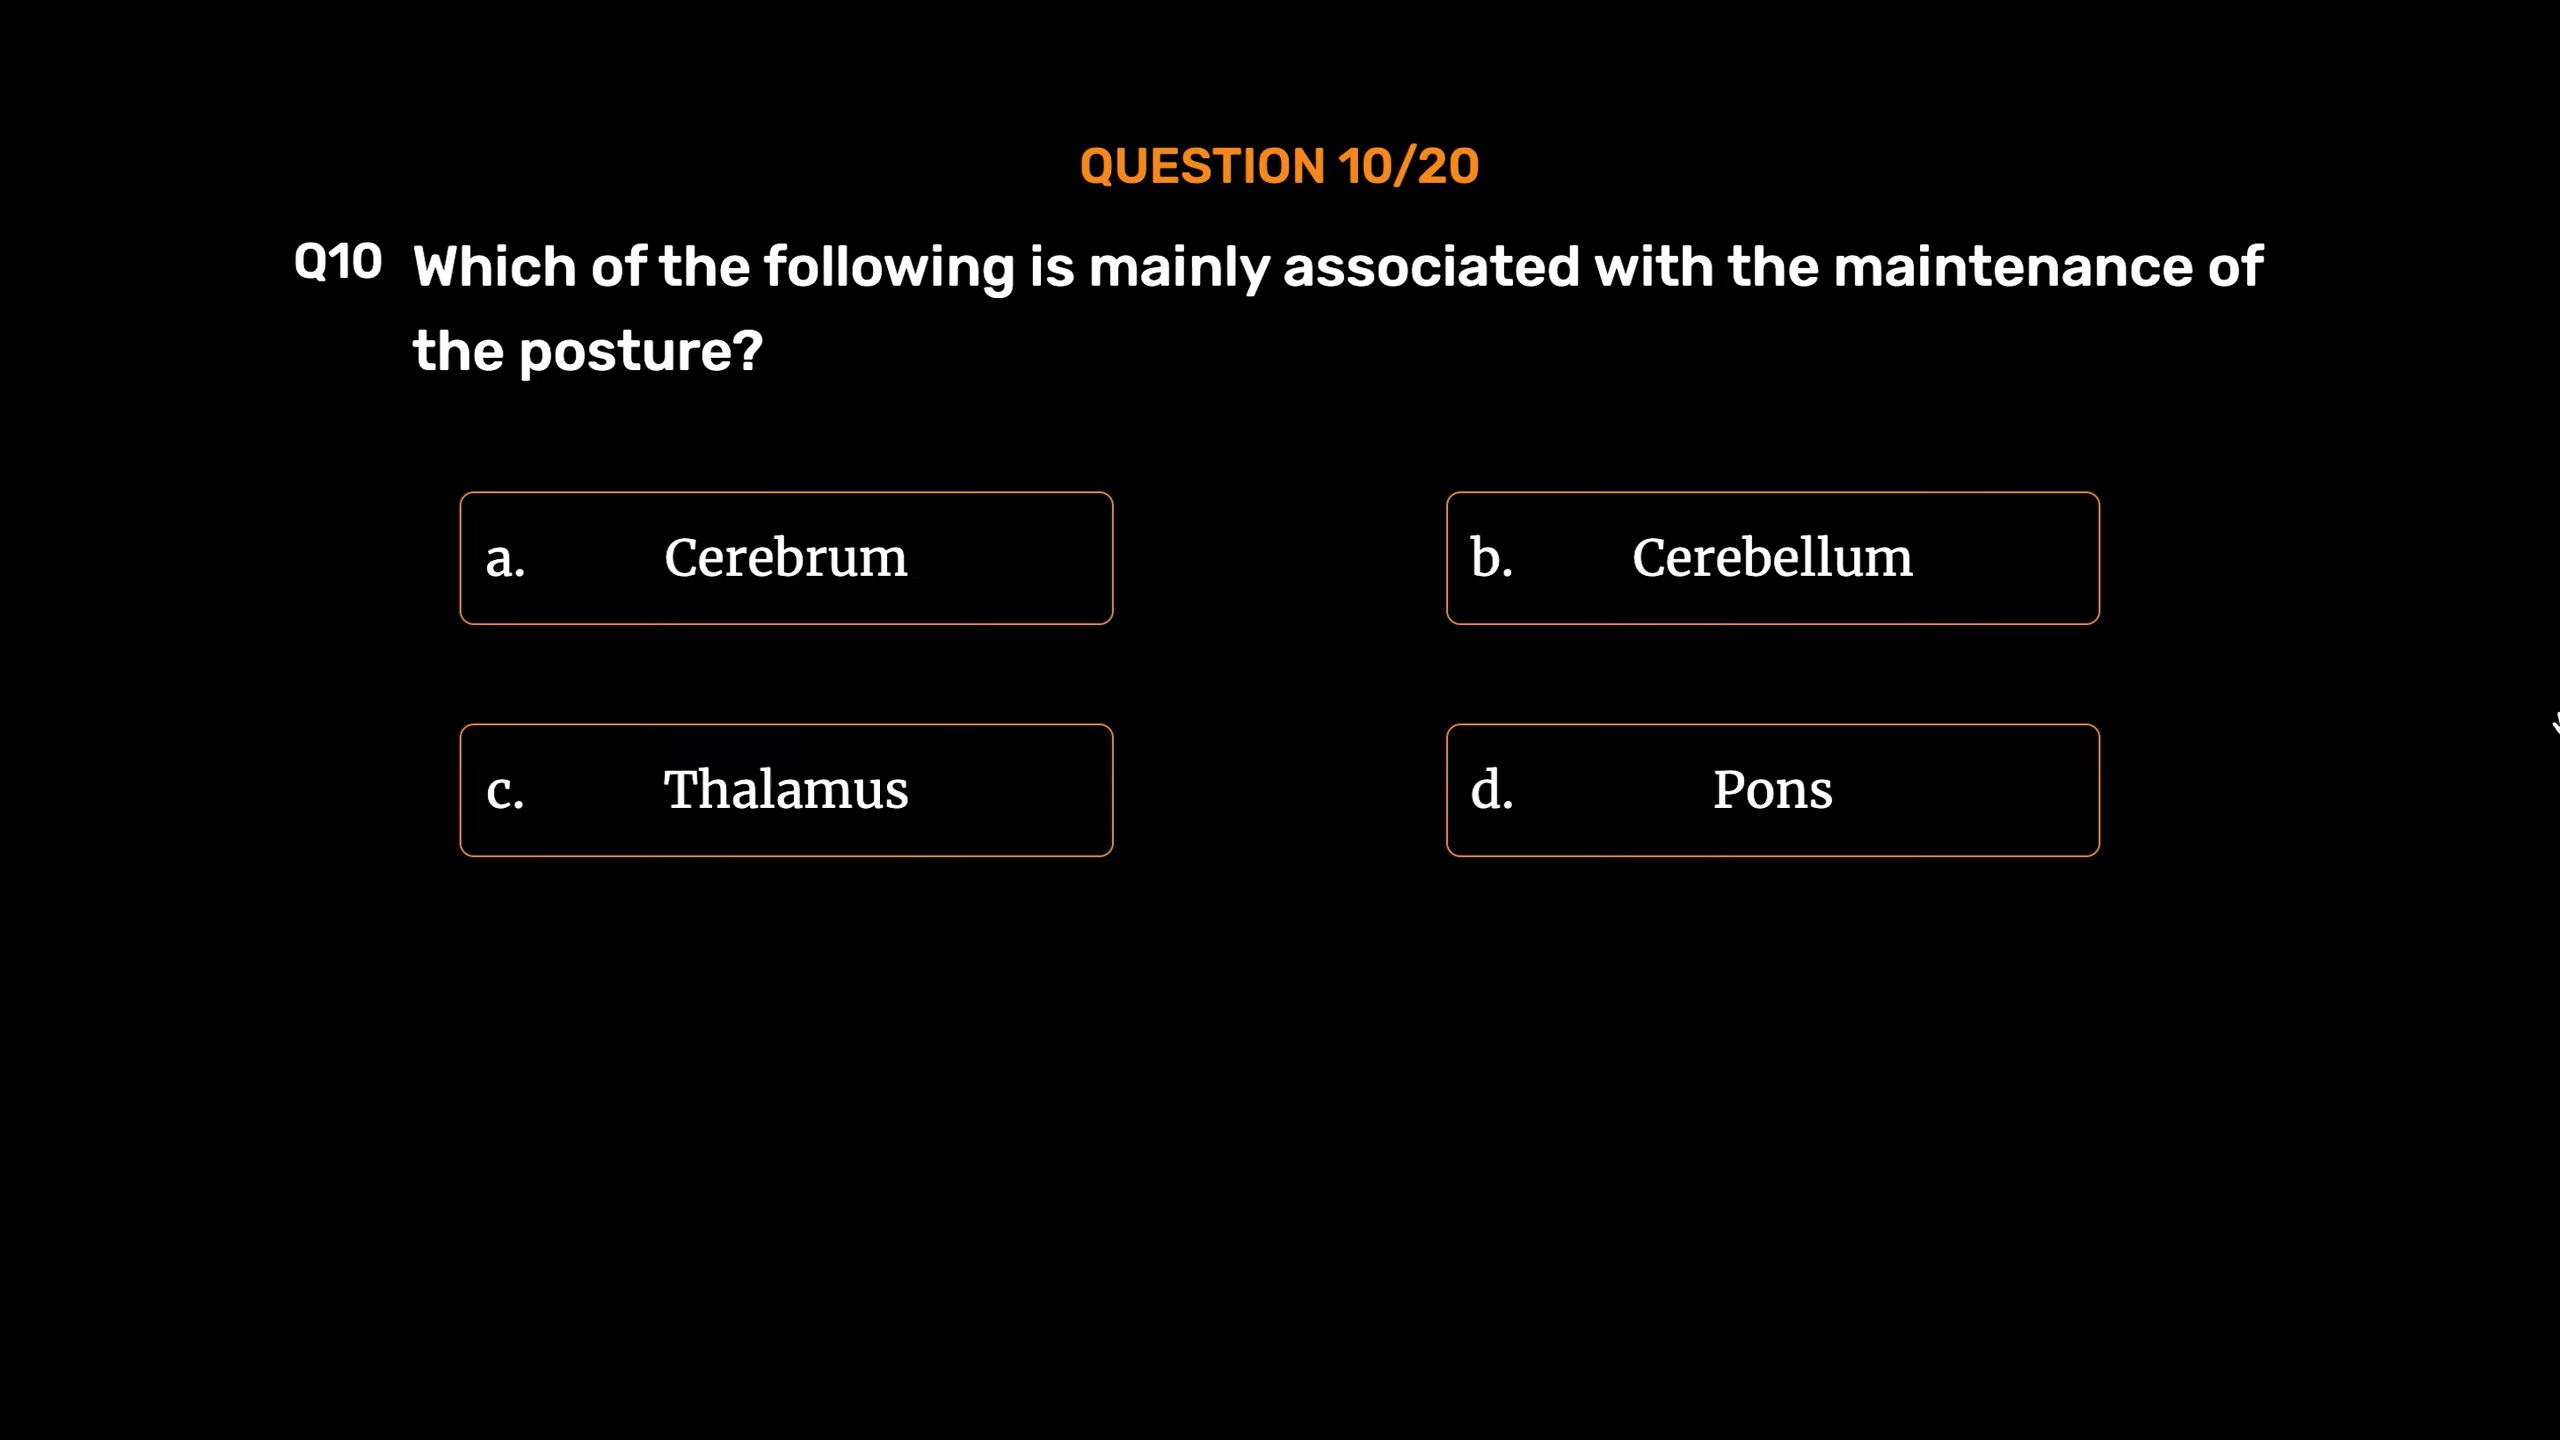 QUESTION 10/20
Q10 Which of the following is mainly associated with the maintenance of
the posture?
a. Cerebrum
b. Cerebellum
c. Thalamus
d. Pons